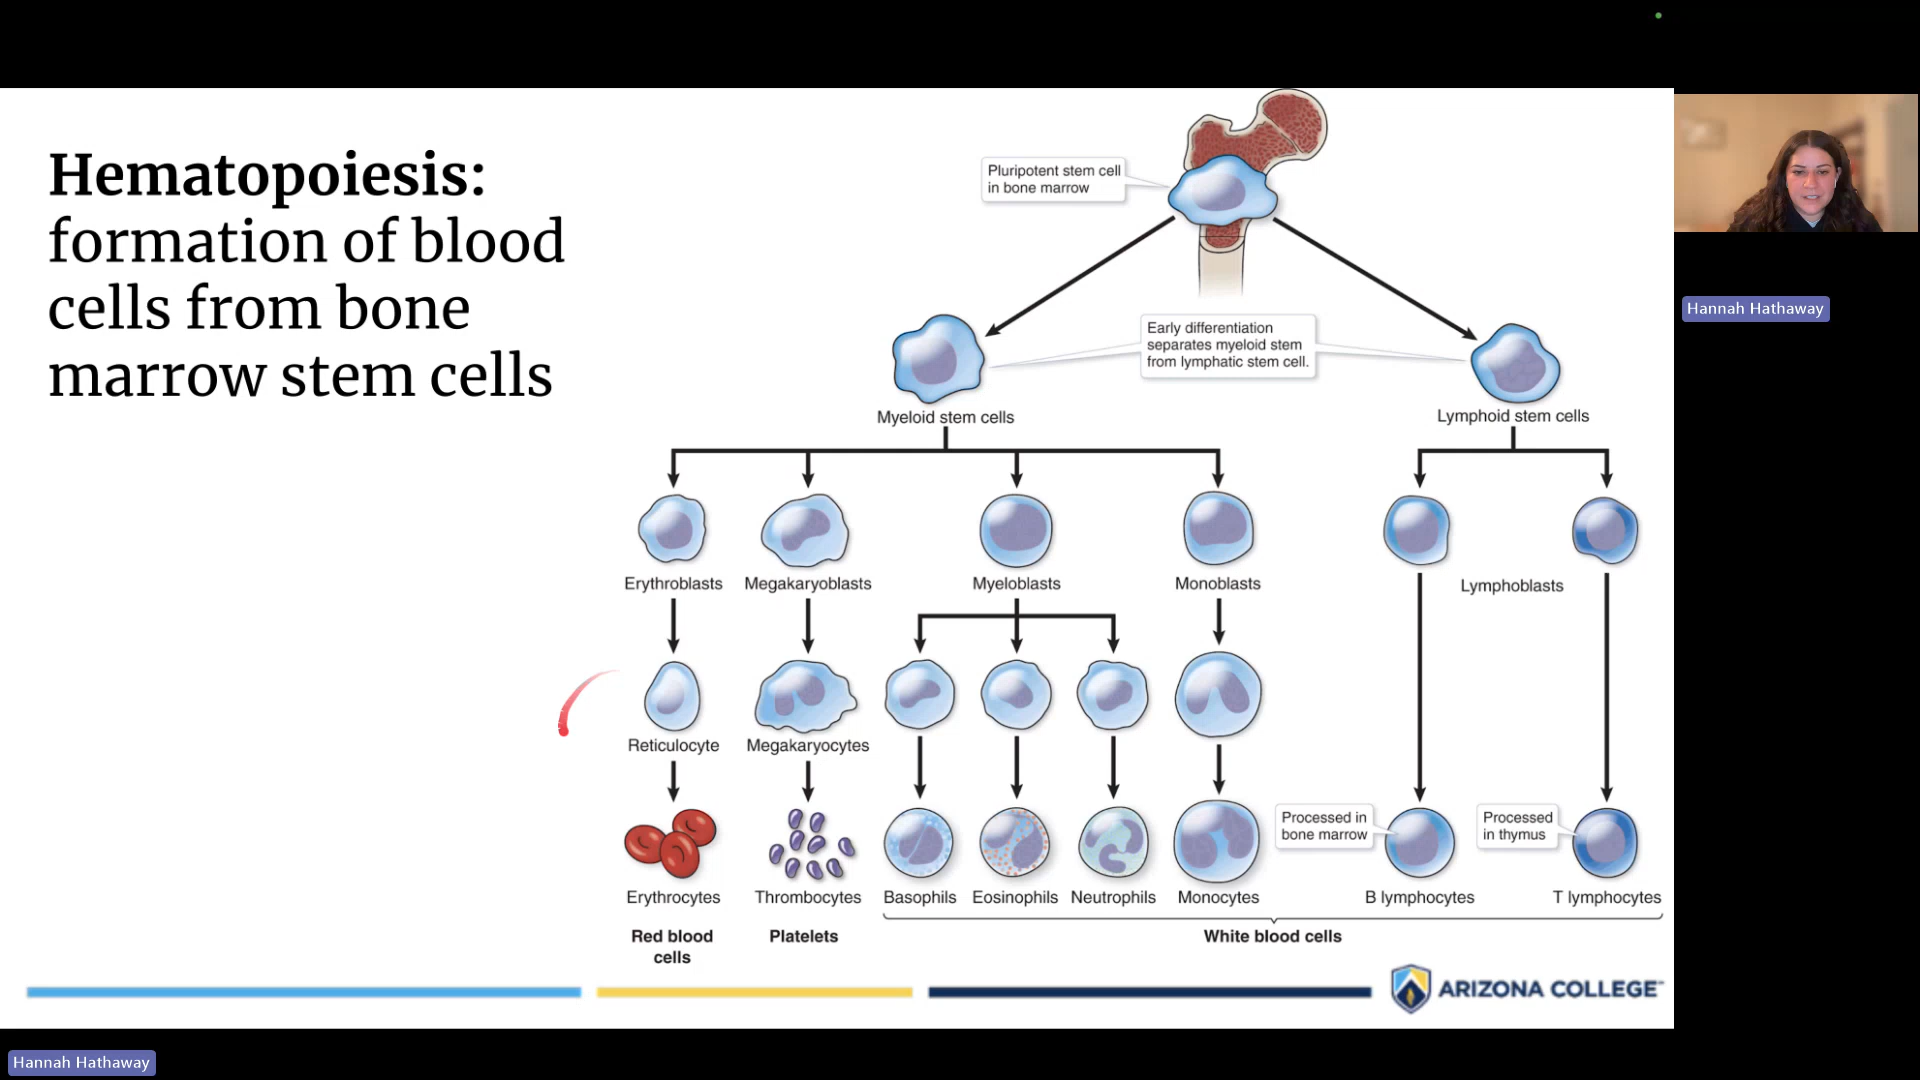 Hematopoiesis:
formation of blood
cells from bone
marrow stem cells
Pluripotent stem cell
in bone marrow
Early differentiation
separates myeloid stem
from lymphatic stem cell.
Myeloid stem cells
Lymphoid stem cells
Erythroblasts
Megakaryoblasts
Myeloblasts
Monoblasts
Lymphoblasts
Reticulocyte
Megakaryocytes
Processed in
bone marrow
Processed
in thymus
Erythrocytes
Thrombocytes
Basophils
Eosinophils
Neutrophils
Monocytes
B lymphocytes
T lymphocytes
Red blood
cells
Platelets
White blood cells
ARIZONA COLLEGE
Hannah Hathaway
Hannah Hathaway